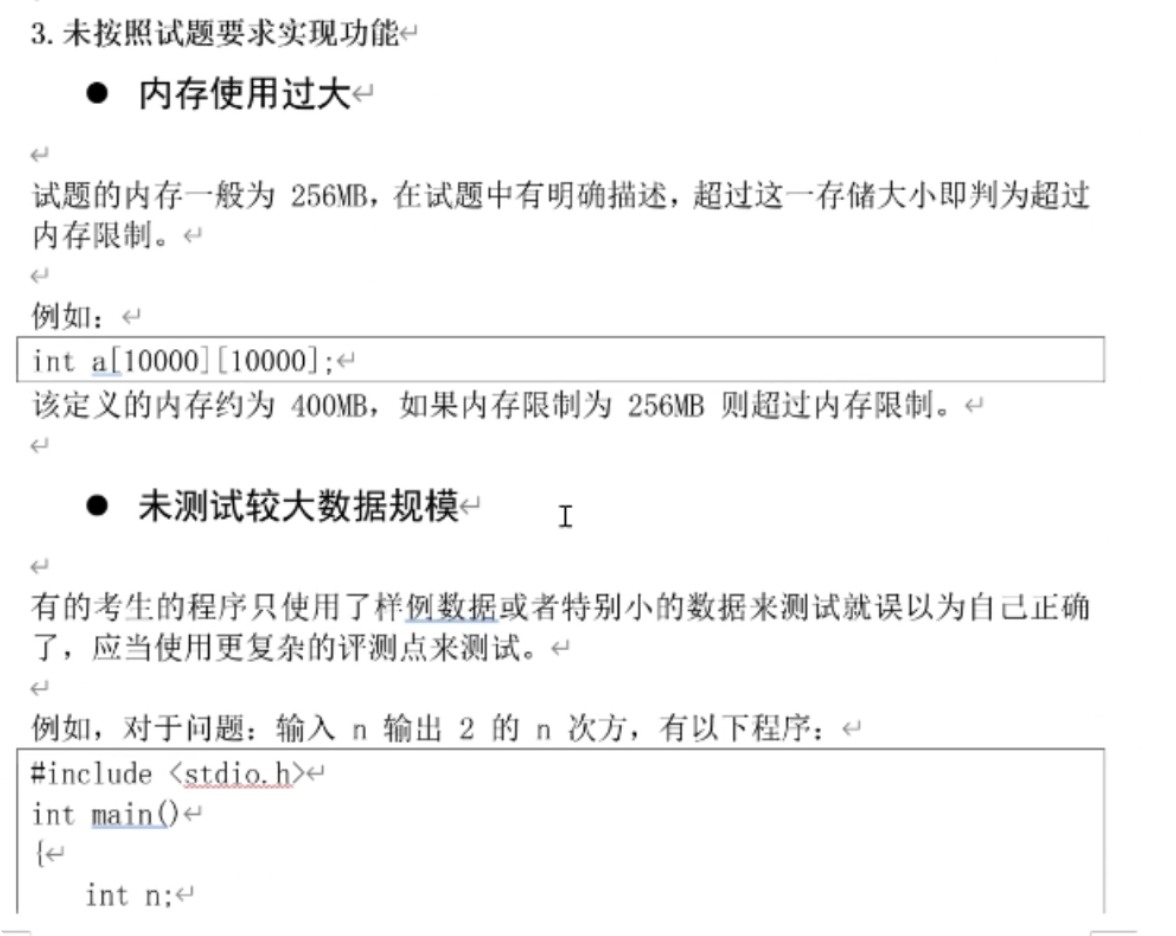 3. 未按照试题要求实现功能
● 内存使用过大
试题的内存一般为 256MB，在试题中有明确描述，超过这一存储大小即判为超过
内存限制。
例如：
int a[10000][10000];
该定义的内存约为 400MB，如果内存限制为 256MB 则超过内存限制。
● 未测试较大数据规模
有的考生的程序只使用了样例数据或者特别小的数据来测试就误以为自己正确
了，应当使用更复杂的评测点来测试。
例如，对于问题：输入 n 输出 2 的 n 次方，有以下程序：
#include <stdio.h>
int main()
{
int n;